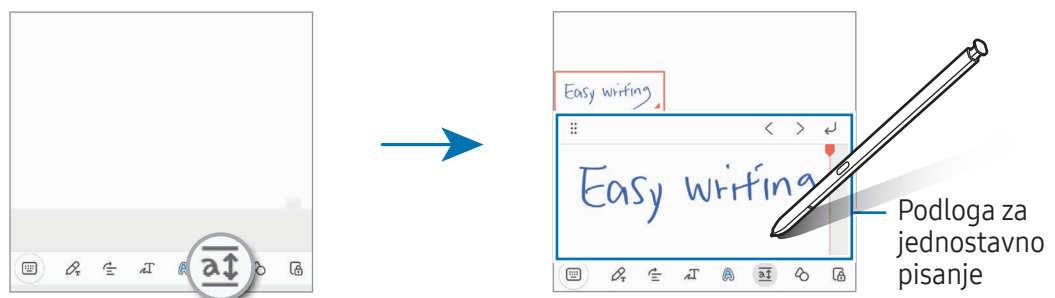 Easy writing
Easy writing
Podloga za
jednostavno
pisanje